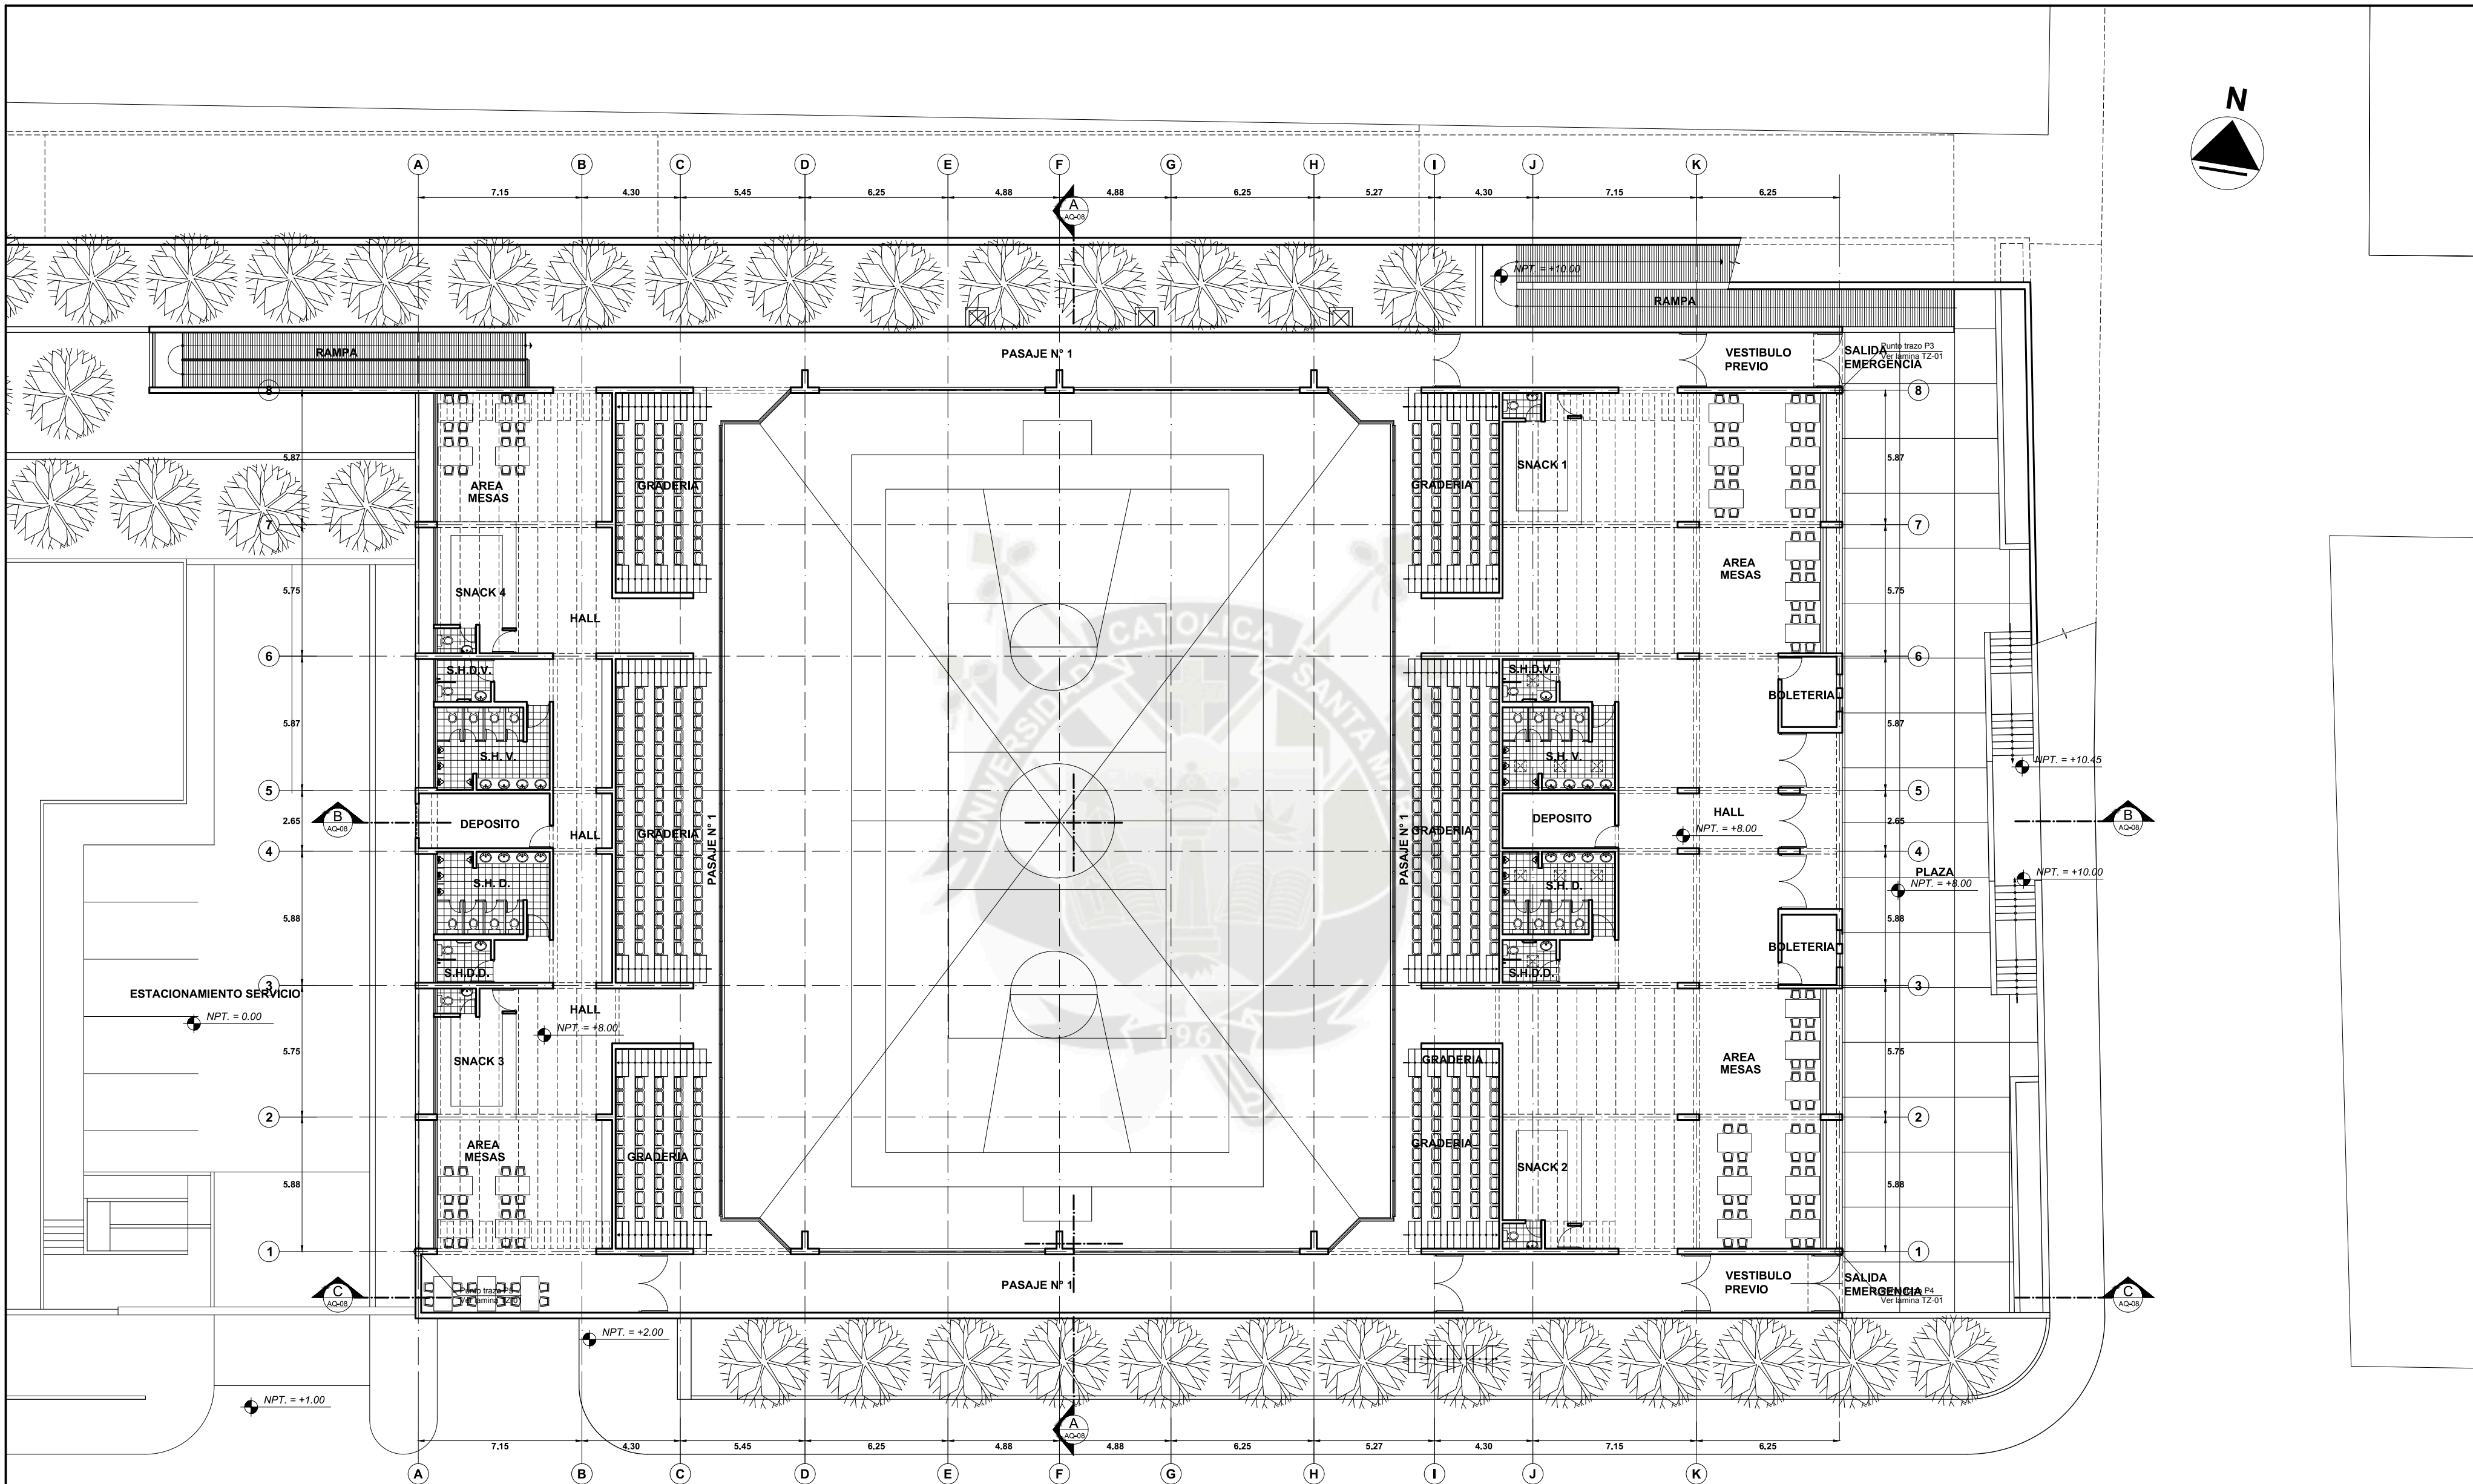 N
A B C D E F G H I J K
7.15 4.30 5.45 6.25 4.88 4.88 6.25 5.27 4.30 7.15 6.25
A
AQ-08
NPT. = +10.00
RAMPA
RAMPA
PASAJE N° 1
VESTIBULO
PREVIO
SALIDA
EMERGENCIA
Punto trazo P3
Ver lamina TZ-01
8
8
5.87
AREA
MESAS
GRADERIA
GRADERIA
SNACK 1
5.87
7
7
5.75
SNACK 4
HALL
AREA
MESAS
5.75
6
6
S.H.D.V.
S.H.D.V.
BOLETERIA
5.87
S.H. V.
S.H. V.
5.87
NPT. = +10.45
5
5
B
AQ-08
2.65
DEPOSITO
HALL
GRADERIA
PASAJE N° 1
PASAJE N° 1
GRADERIA
DEPOSITO
HALL
NPT. = +8.00
2.65
B
AQ-08
4
4
S.H. D.
S.H. D.
PLAZA
NPT. = +8.00
NPT. = +10.00
5.88
5.88
BOLETERIA
S.H.D.D.
S.H.D.D.
3
3
ESTACIONAMIENTO SERVICIO
NPT. = 0.00
HALL
NPT. = +8.00
5.75
SNACK 3
GRADERIA
AREA
MESAS
5.75
2
2
AREA
MESAS
GRADERIA
GRADERIA
SNACK 2
5.88
5.88
1
1
C
AQ-08
Ver lamina TZ-01
PASAJE N° 1
VESTIBULO
PREVIO
SALIDA
EMERGENCIA
P4
Ver lamina TZ-01
C
AQ-08
NPT. = +2.00
NPT. = +1.00
A
AQ-08
7.15 4.30 5.45 6.25 4.88 4.88 6.25 5.27 4.30 7.15 6.25
A B C D E F G H I J K
CATOLICA
SANTA